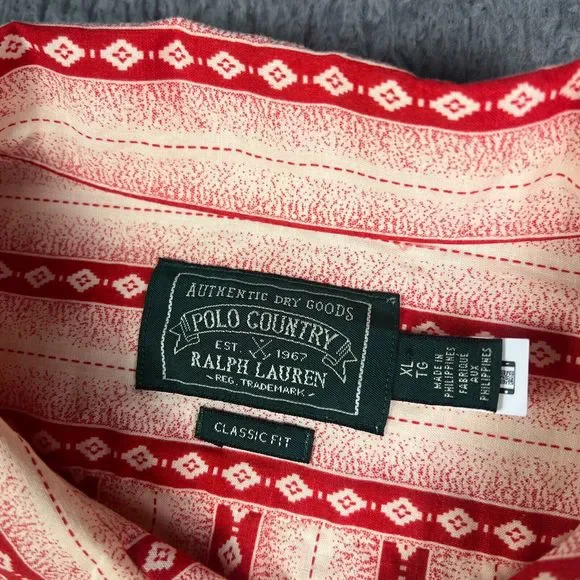 AUTHENTIC DRY GOODS
POLO COUNTRY
EST. 1967
RALPH LAUREN
REG. TRADEMARK
CLASSIC FIT
XL
TG
MADE IN
PHILIPPINES
FABRIQUÉ
AUX
PHILIPPINES